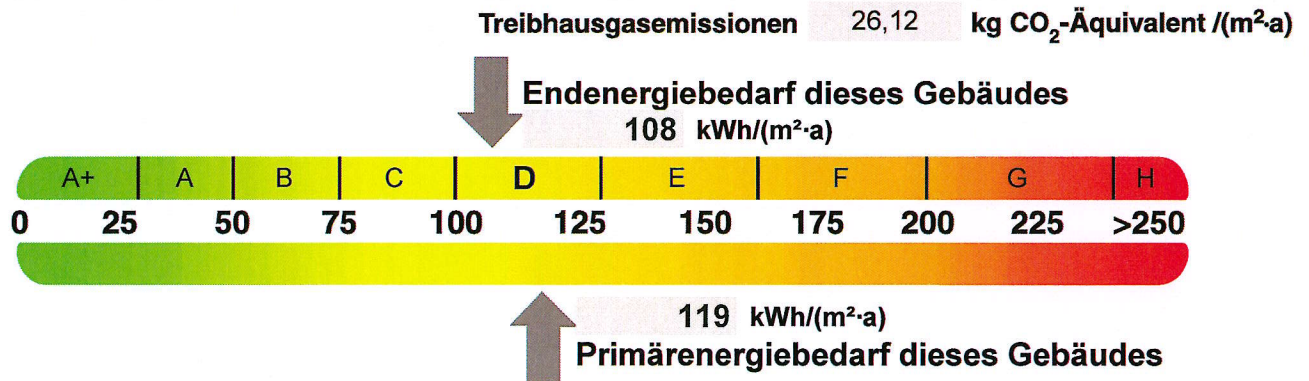 Treibhausgasemissionen 26,12 kg CO₂-Äquivalent /(m²·a)
Endenergiebedarf dieses Gebäudes
108 kWh/(m²·a)
A+ A B C D E F G H
0 25 50 75 100 125 150 175 200 225 >250
119 kWh/(m²·a)
Primärenergiebedarf dieses Gebäudes